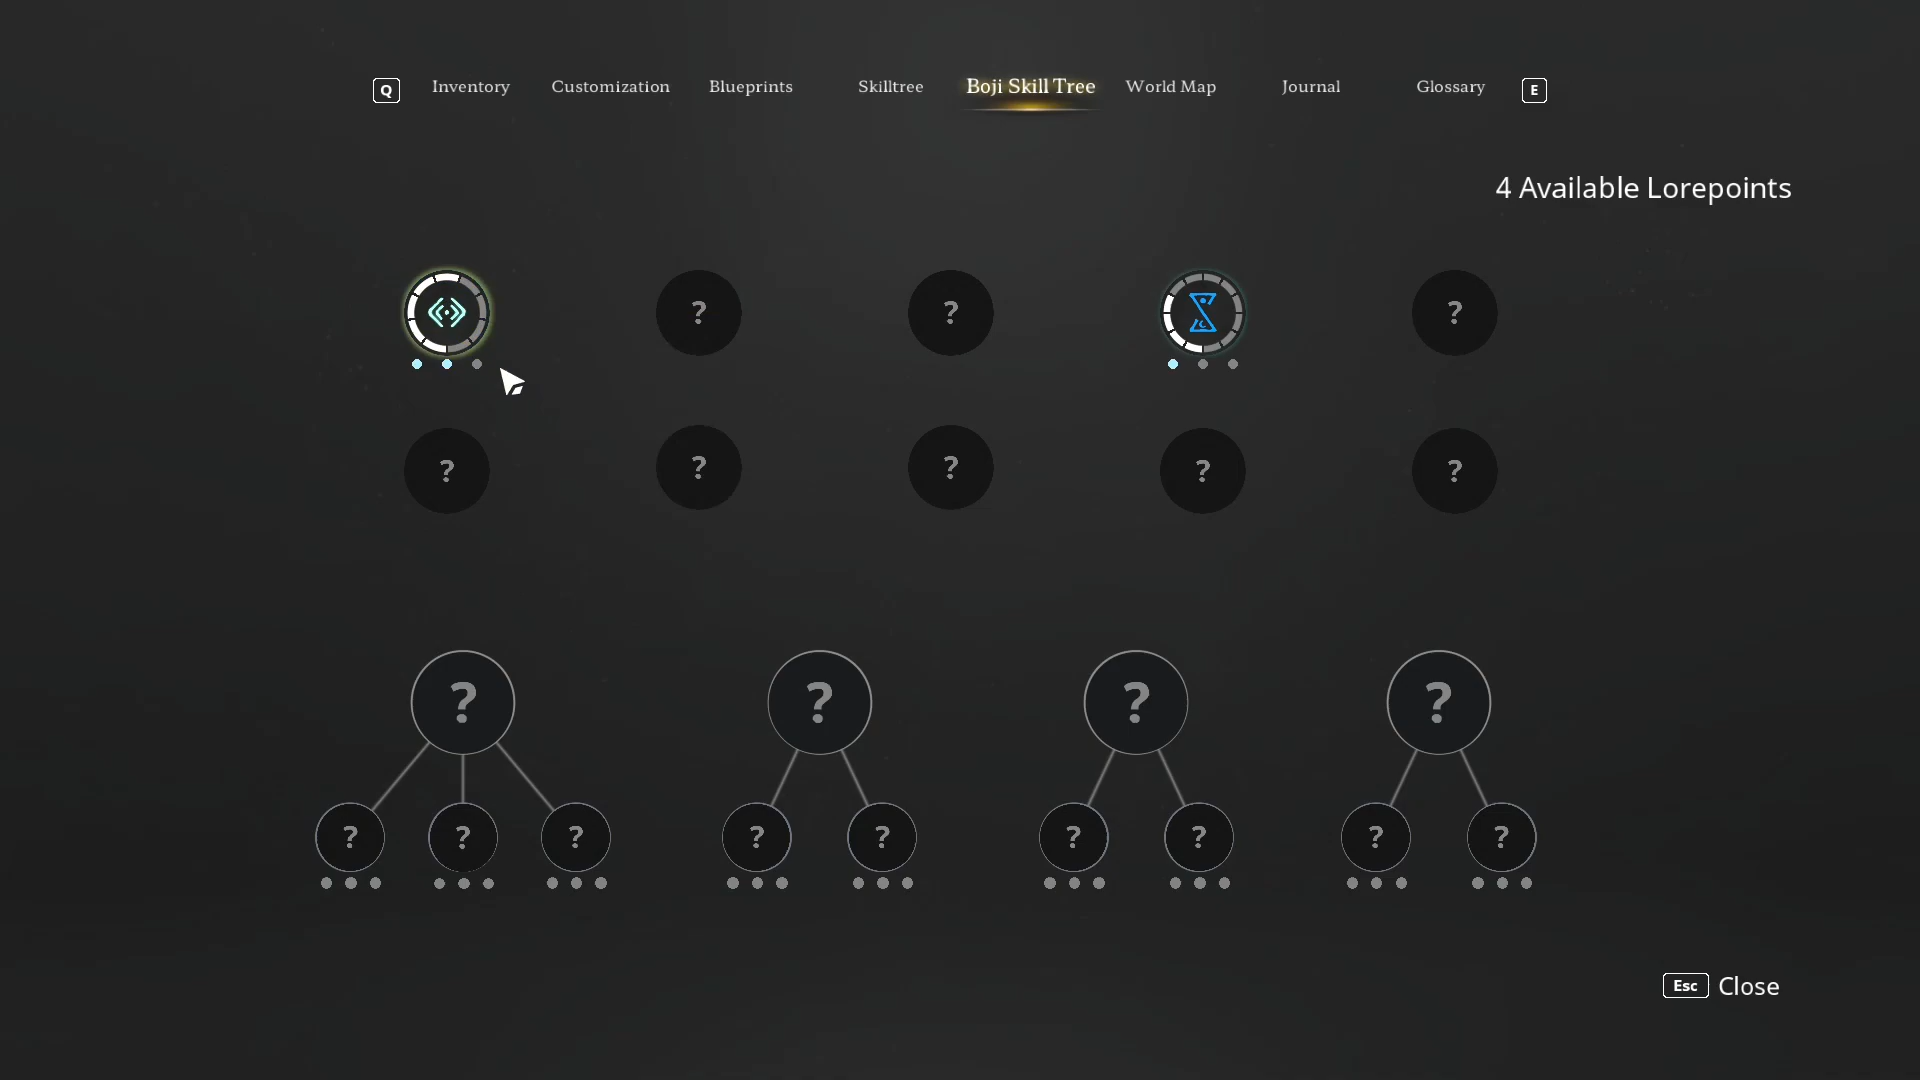 Q Inventory Customization Blueprints Skilltree Boji Skill Tree World Map Journal Glossary E
4 Available Lorepoints
? ? ?
? ? ? ? ?
? ? ? ?
? ? ? ? ? ? ? ? ?
Esc Close